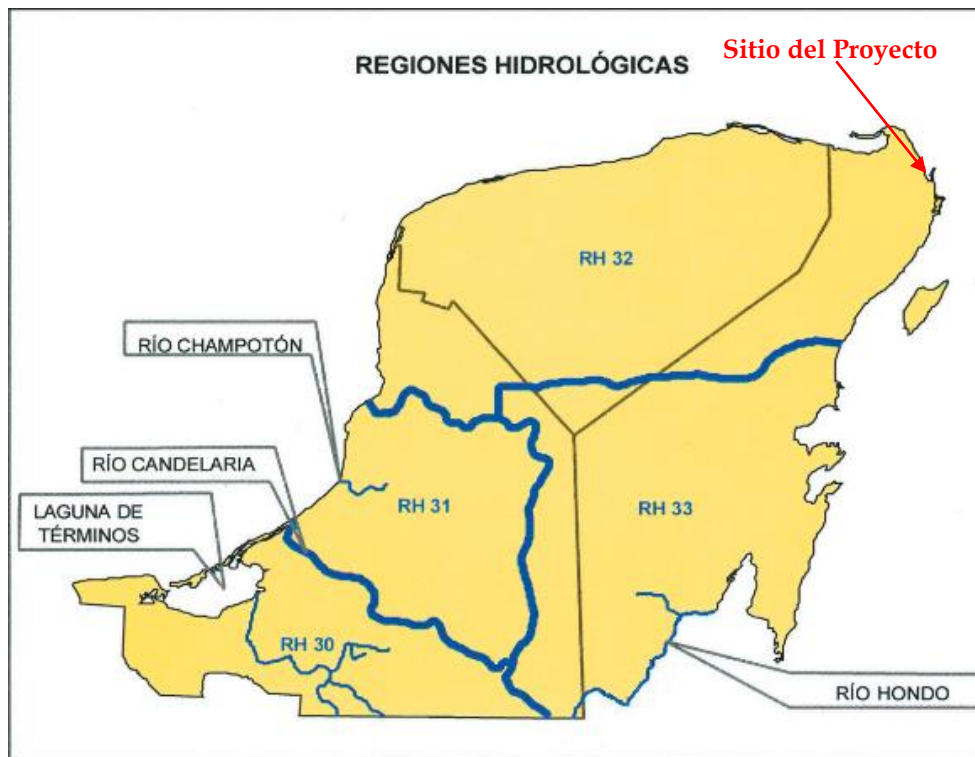 Sitio del Proyecto
REGIONES HIDROLÓGICAS
RH 32
RÍO CHAMPOTÓN
RÍO CANDELARIA
LAGUNA DE
TÉRMINOS
RH 31
RH 33
RH 30
RÍO HONDO